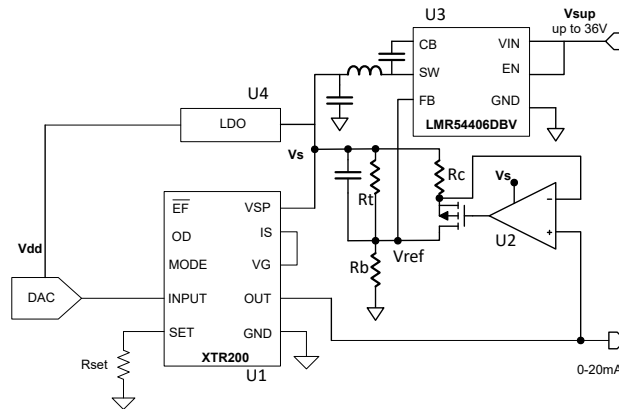 U3
Vsup
up to 36V
CB
VIN
SW
EN
FB
GND
LMR54406DBV
U4
LDO
Vs
Rt
Rc
Vs
U2
-
+
Vref
Rb
Vdd
DAC
EF
VSP
OD
IS
MODE
VG
INPUT
OUT
SET
GND
XTR200
U1
Rset
0-20mA